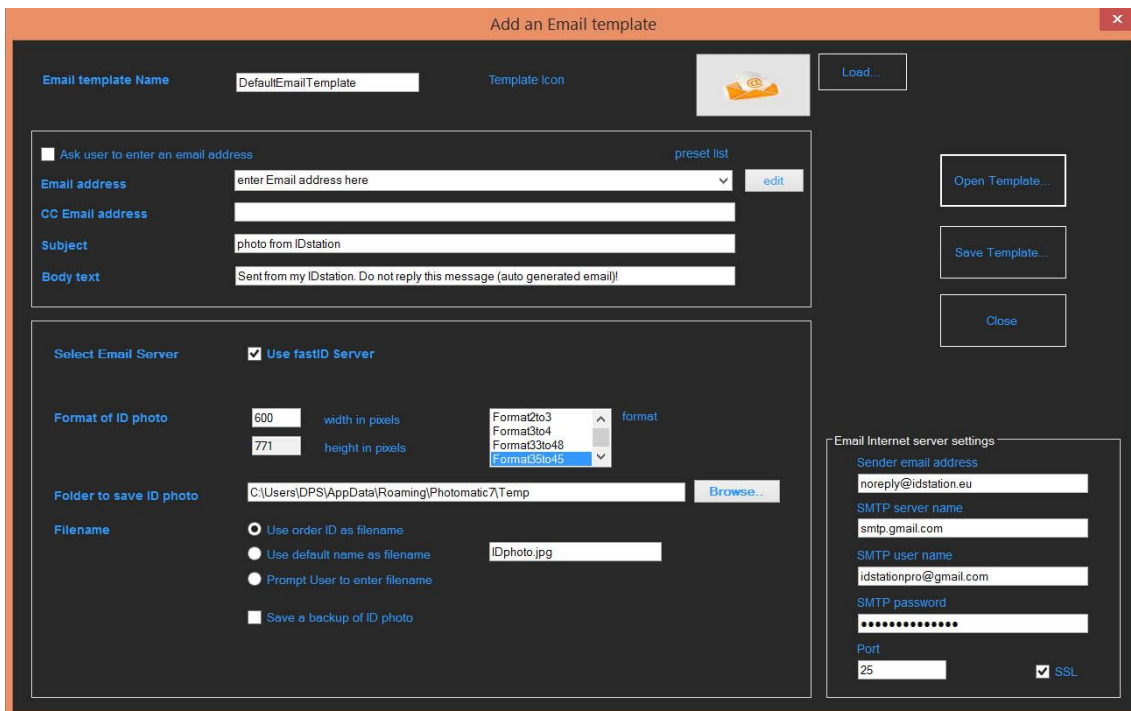 Add an Email template
x
Email template Name DefaultEmailTemplate Template Icon @ Load...
Ask user to enter an email address preset list
Email address enter Email address here edit
CC Email address
Subject photo from IDstation
Body text Sent from my IDstation. Do not reply this message (auto generated email)!
Open Template...
Save Template...
Close
Select Email Server Use fastID Server
Format of ID photo 600 width in pixels
771 height in pixels
Format2to3
Format3to4
Format33to48
Format35to45
format
Folder to save ID photo C:\Users\DPS\AppData\Roaming\Photomatic7\Temp Browse..
Filename Use order ID as filename
Use default name as filename IDphoto.jpg
Prompt User to enter filename
Save a backup of ID photo
Email Internet server settings
Sender email address
noreply@idstation.eu
SMTP server name
smtp.gmail.com
SMTP user name
idstationpro@gmail.com
SMTP password
●●●●●●●●●●●●●●
Port
25 SSL